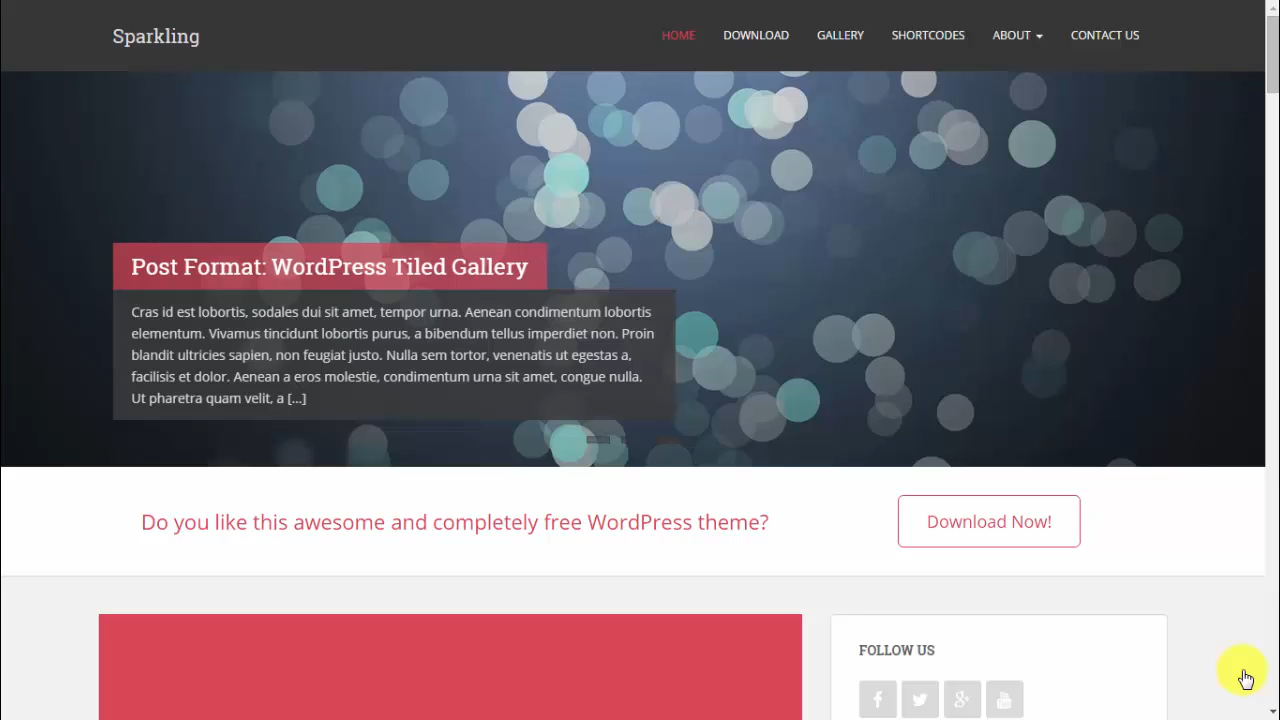 Sparkling
HOME DOWNLOAD GALLERY SHORTCODES ABOUT CONTACT US
Post Format: WordPress Tiled Gallery
Cras id est lobortis, sodales dui sit amet, tempor urna. Aenean condimentum lobortis
elementum. Vivamus tincidunt lobortis purus, a bibendum tellus imperdiet non. Proin
blandit ultricies sapien, non feugiat justo. Nulla sem tortor, venenatis ut egestas a,
facilisis et dolor. Aenean a eros molestie, condimentum urna sit amet, congue nulla.
Ut pharetra quam velit, a [...]
Do you like this awesome and completely free WordPress theme?
Download Now!
FOLLOW US